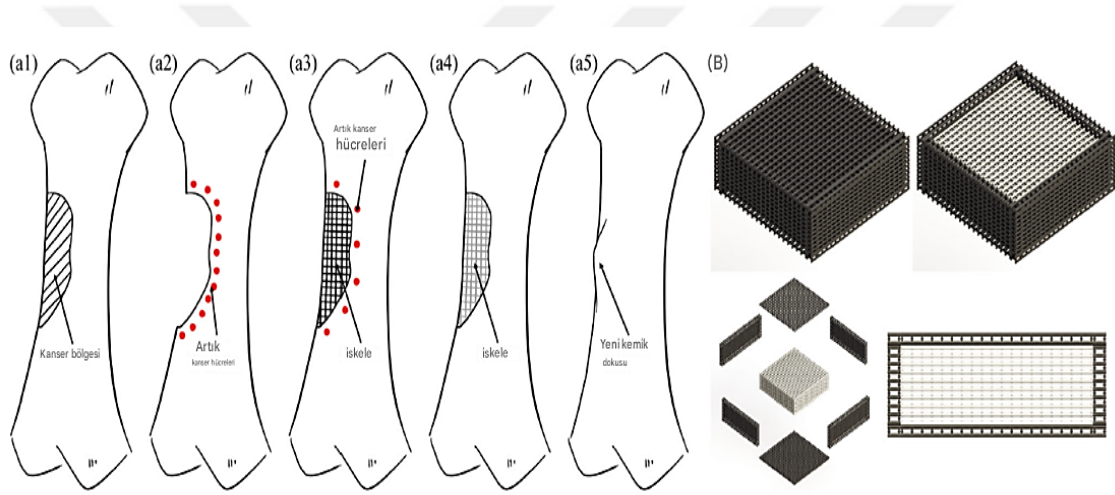 (a1)
(a2)
(a3)
(a4)
(a5)
(B)
Artık kanser
hücreleri
Kanser bölgesi
Artık
kanser hücreleri
iskele
iskele
Yeni kemik
dokusu